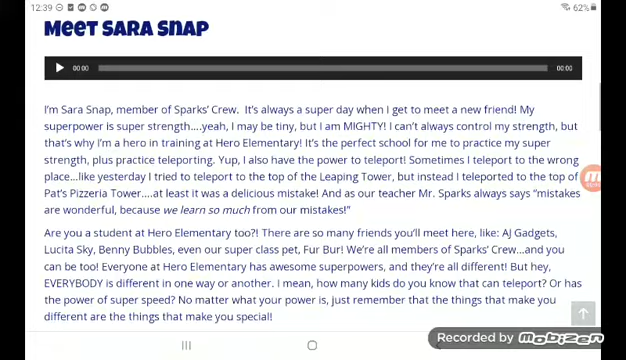 12:39
62%
Meet Sara Snap
00:00
00:00
I'm Sara Snap, member of Sparks' Crew.  It's always a super day when I get to meet a new friend! My
superpower is super strength....yeah, I may be tiny, but I am MIGHTY! I can't always control my strength, but
that's why I'm a hero in training at Hero Elementary! It's the perfect school for me to practice my super
strength, plus practice teleporting. Yup, I also have the power to teleport! Sometimes I teleport to the wrong
place...like yesterday I tried to teleport to the top of the Leaping Tower, but instead I teleported to the top of
Pat's Pizzeria Tower....at least it was a delicious mistake! And as our teacher Mr. Sparks always says "mistakes
are wonderful, because we learn so much from our mistakes!"
Are you a student at Hero Elementary too?! There are so many friends you'll meet here, like: AJ Gadgets,
Lucita Sky, Benny Bubbles, even our super class pet, Fur Bur! We're all members of Sparks' Crew...and you
can be too! Everyone at Hero Elementary has awesome superpowers, and they're all different! But hey,
EVERYBODY is different in one way or another. I mean, how many kids do you know that can teleport? Or has
the power of super speed? No matter what your power is, just remember that the things that make you
different are the things that make you special!
Recorded by Mobizen